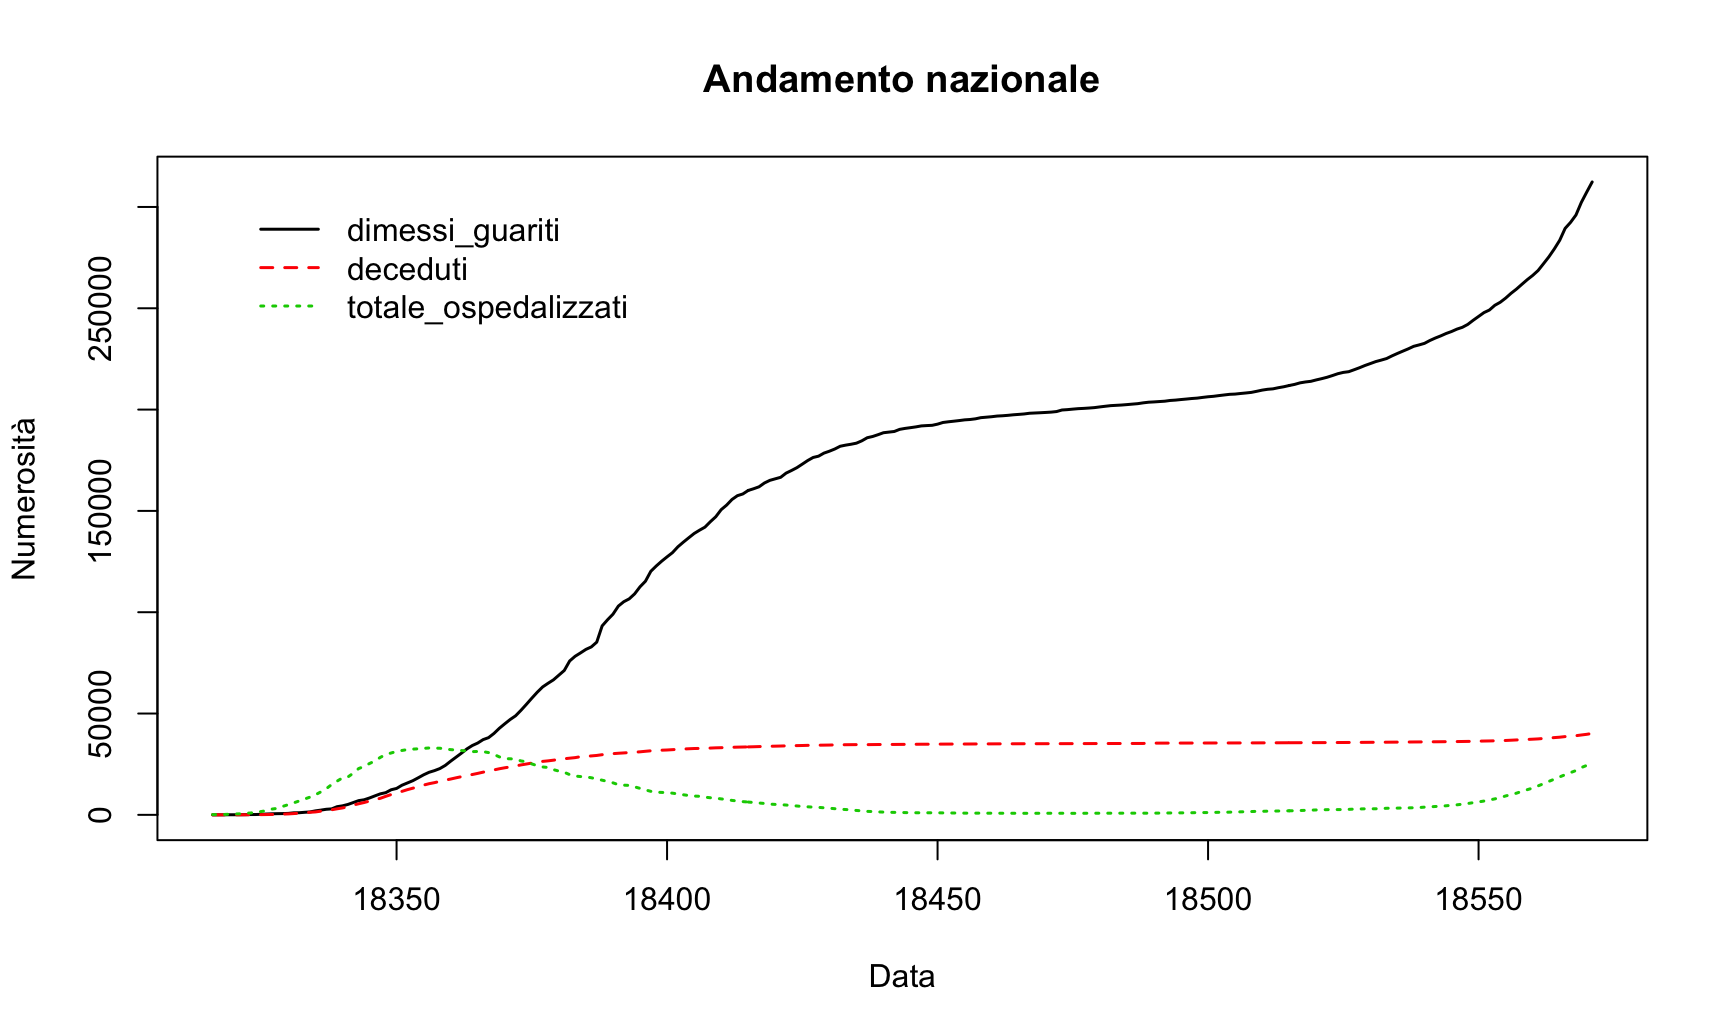 Andamento nazionale
dimessi_guariti
deceduti
totale_ospedalizzati
Numerosità
250000
150000
50000
0
18350 18400 18450 18500 18550
Data